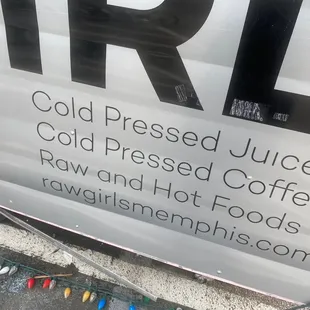 IRL
Cold Pressed Juice
Cold Pressed Coffe
Raw and Hot Foods
rawgirlsmemphis.com